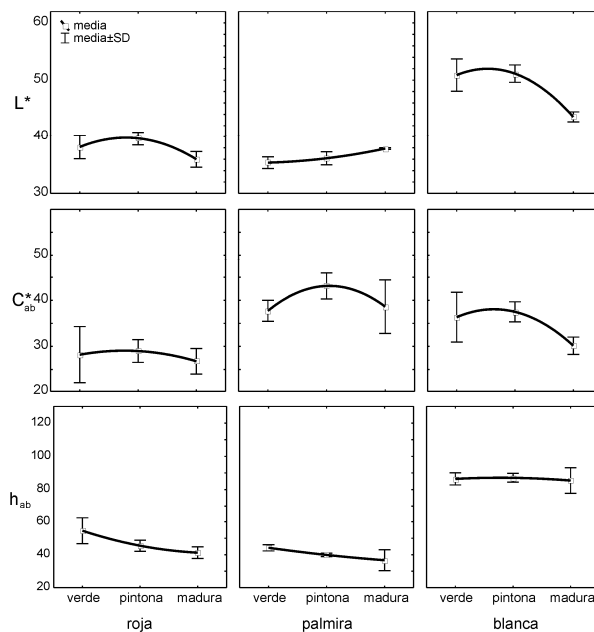 60
media
media±SD
50
L*
40
30
60
50
C*ab
40
30
20
120
100
80
hab
60
40
20
verde pintona madura verde pintona madura verde pintona madura
roja palmira blanca